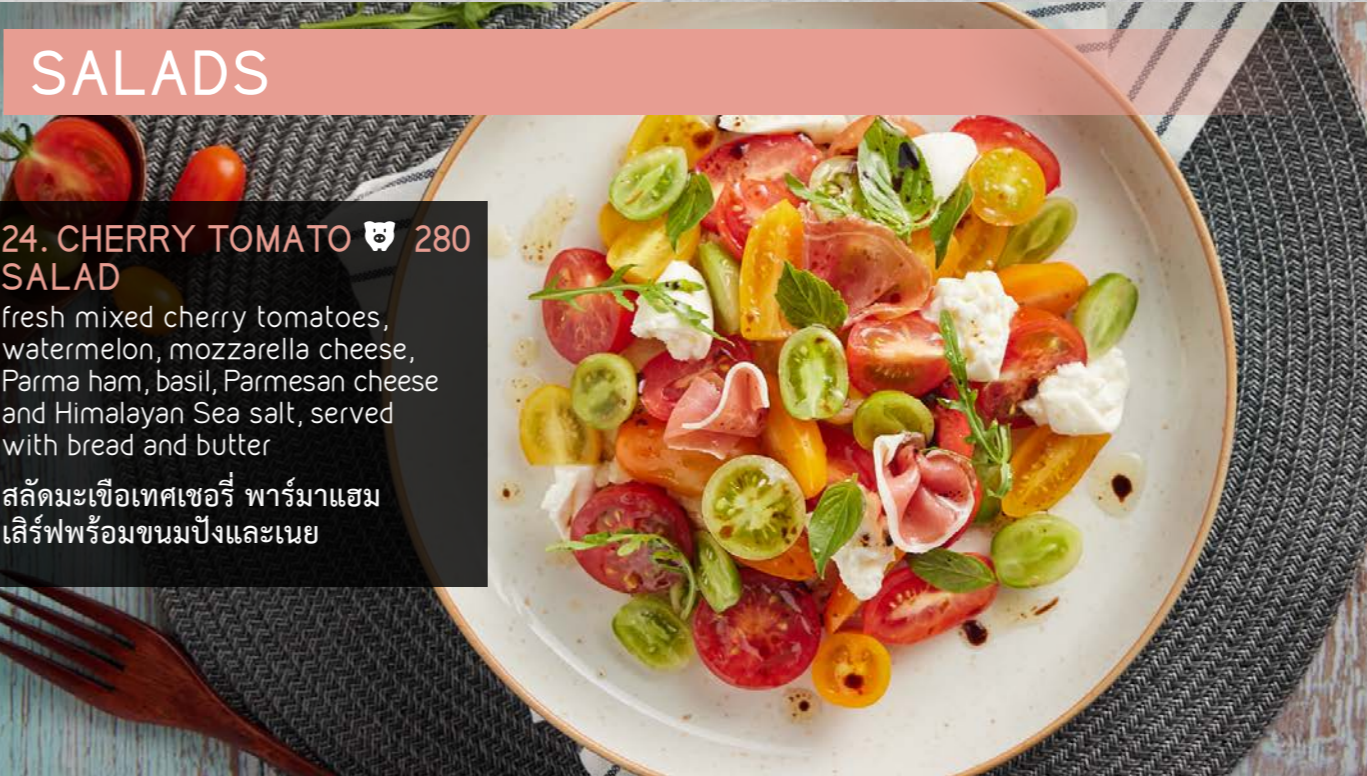 SALADS
24. CHERRY TOMATO 280
SALAD
fresh mixed cherry tomatoes,
watermelon, mozzarella cheese,
Parma ham, basil, Parmesan cheese
and Himalayan Sea salt, served
with bread and butter
สลัดมะเขือเทศเชอรี่ พาร์มาแฮม
เสิร์ฟพร้อมขนมปังและเนย